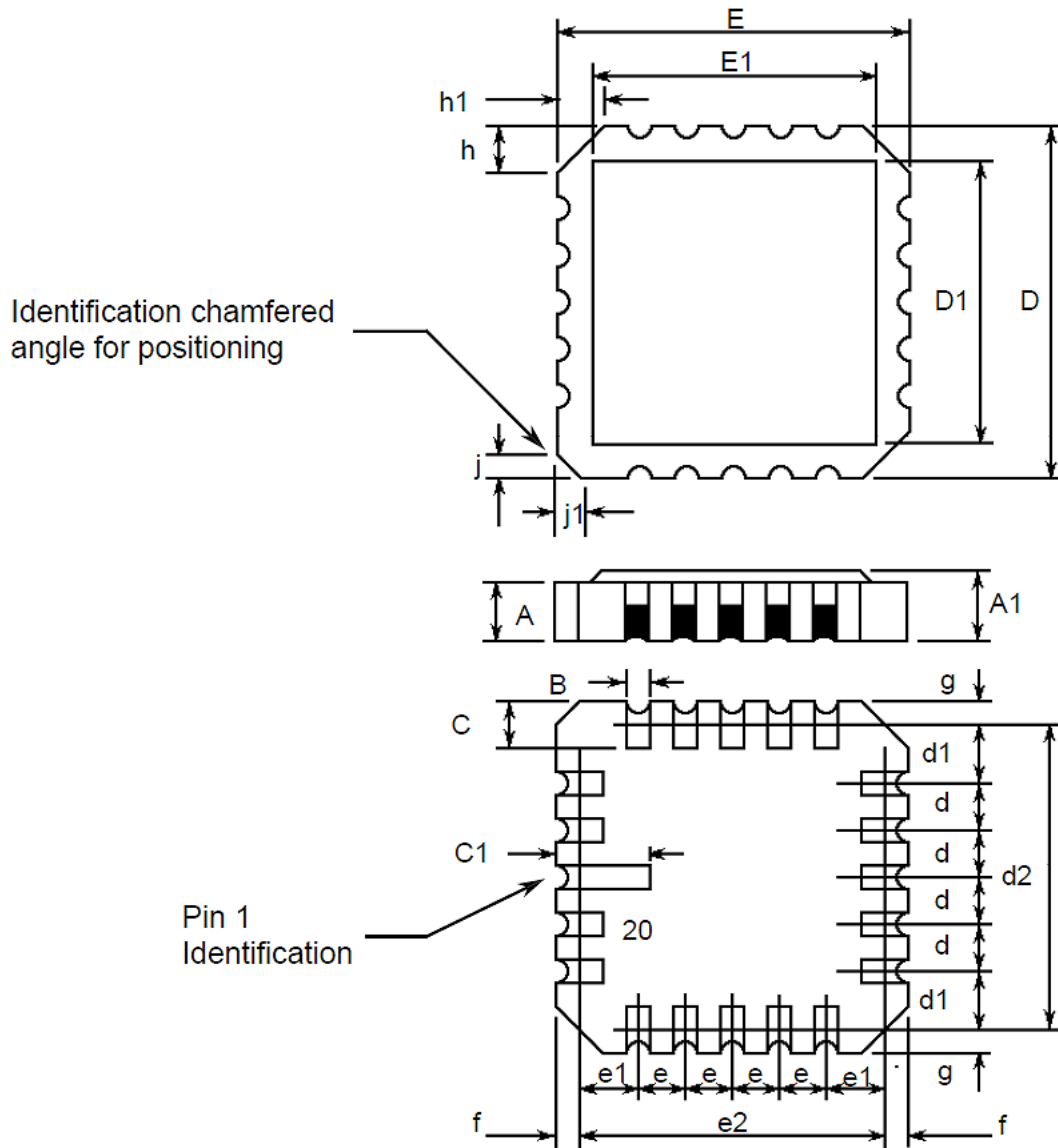 E
E1
h1
h
D1
D
Identification chamfered
angle for positioning
j
j1
A
A1
B
g
C
d1
d
C1
d
d2
d
Pin 1
Identification
20
d
d1
e1
e
e
e
e
e1
g
f
e2
f